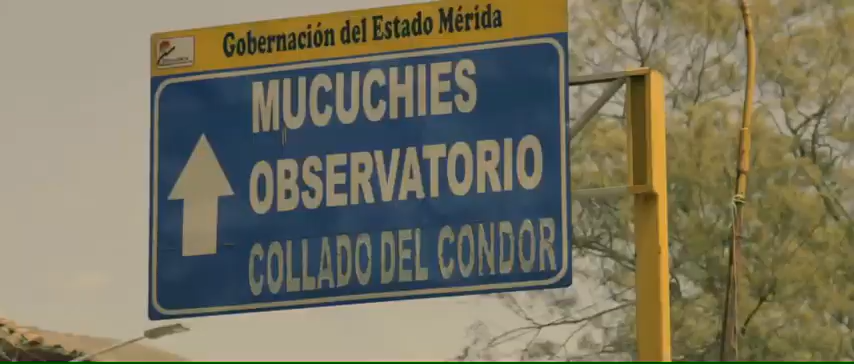 Gobernación del Estado Mérida
MUCUCHIES
OBSERVATORIO
COLLADO DEL CONDOR